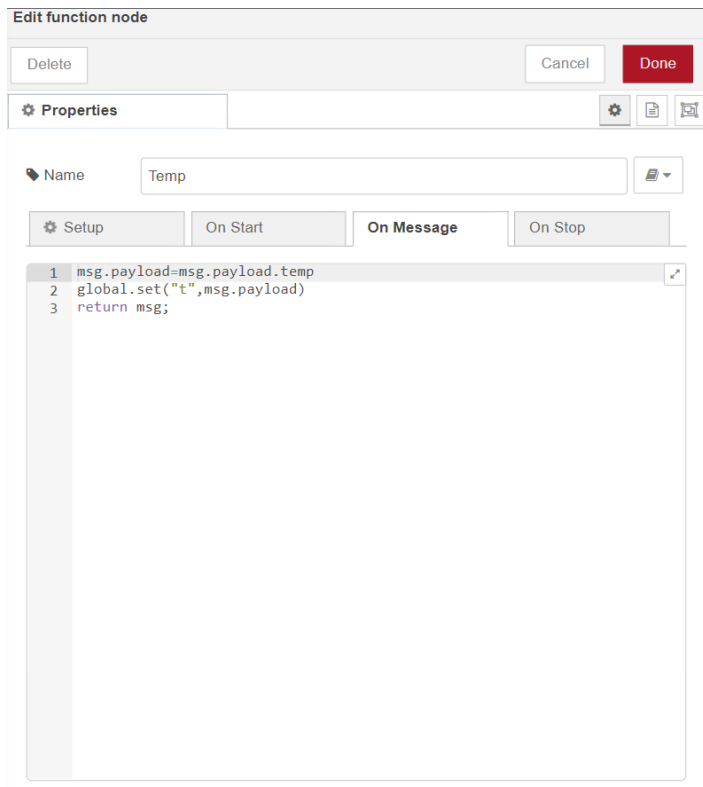 Edit function node
Delete
Cancel
Done
Properties
Name
Temp
Setup
On Start
On Message
On Stop
1 msg.payload=msg.payload.temp
2 global.set("t",msg.payload)
3 return msg;